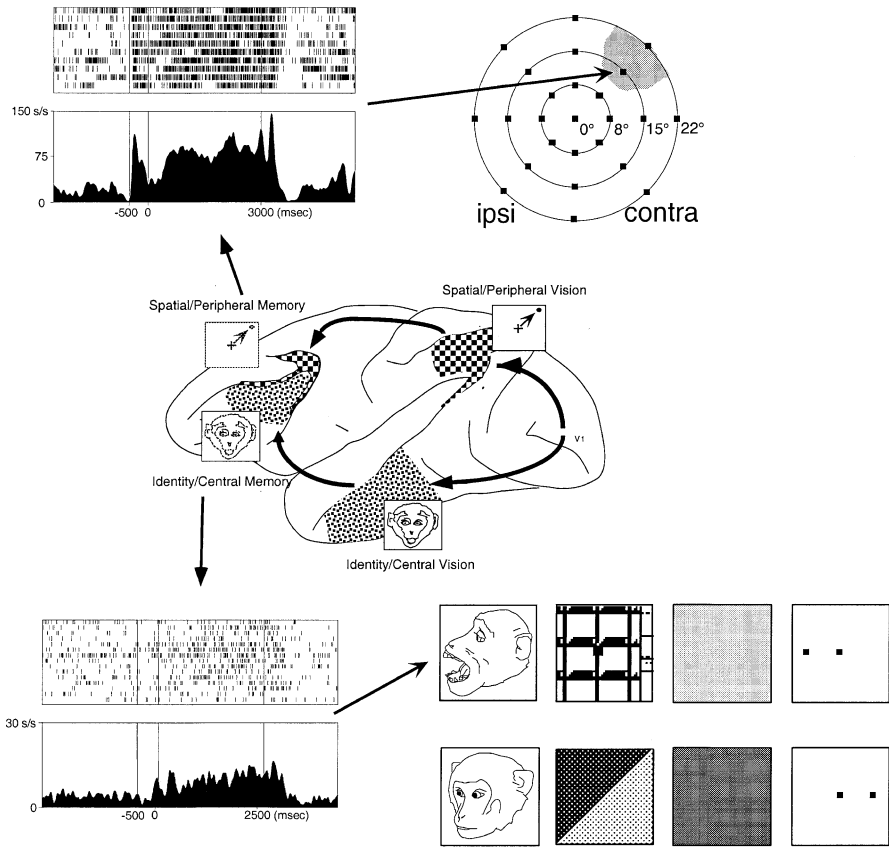 150 s/s
75
0
-500 0 3000 (msec)
0° 8° 15° 22°
ipsi contra
Spatial/Peripheral Memory
Spatial/Peripheral Vision
V1
Identity/Central Memory
Identity/Central Vision
30 s/s
0
-500 0 2500 (msec)